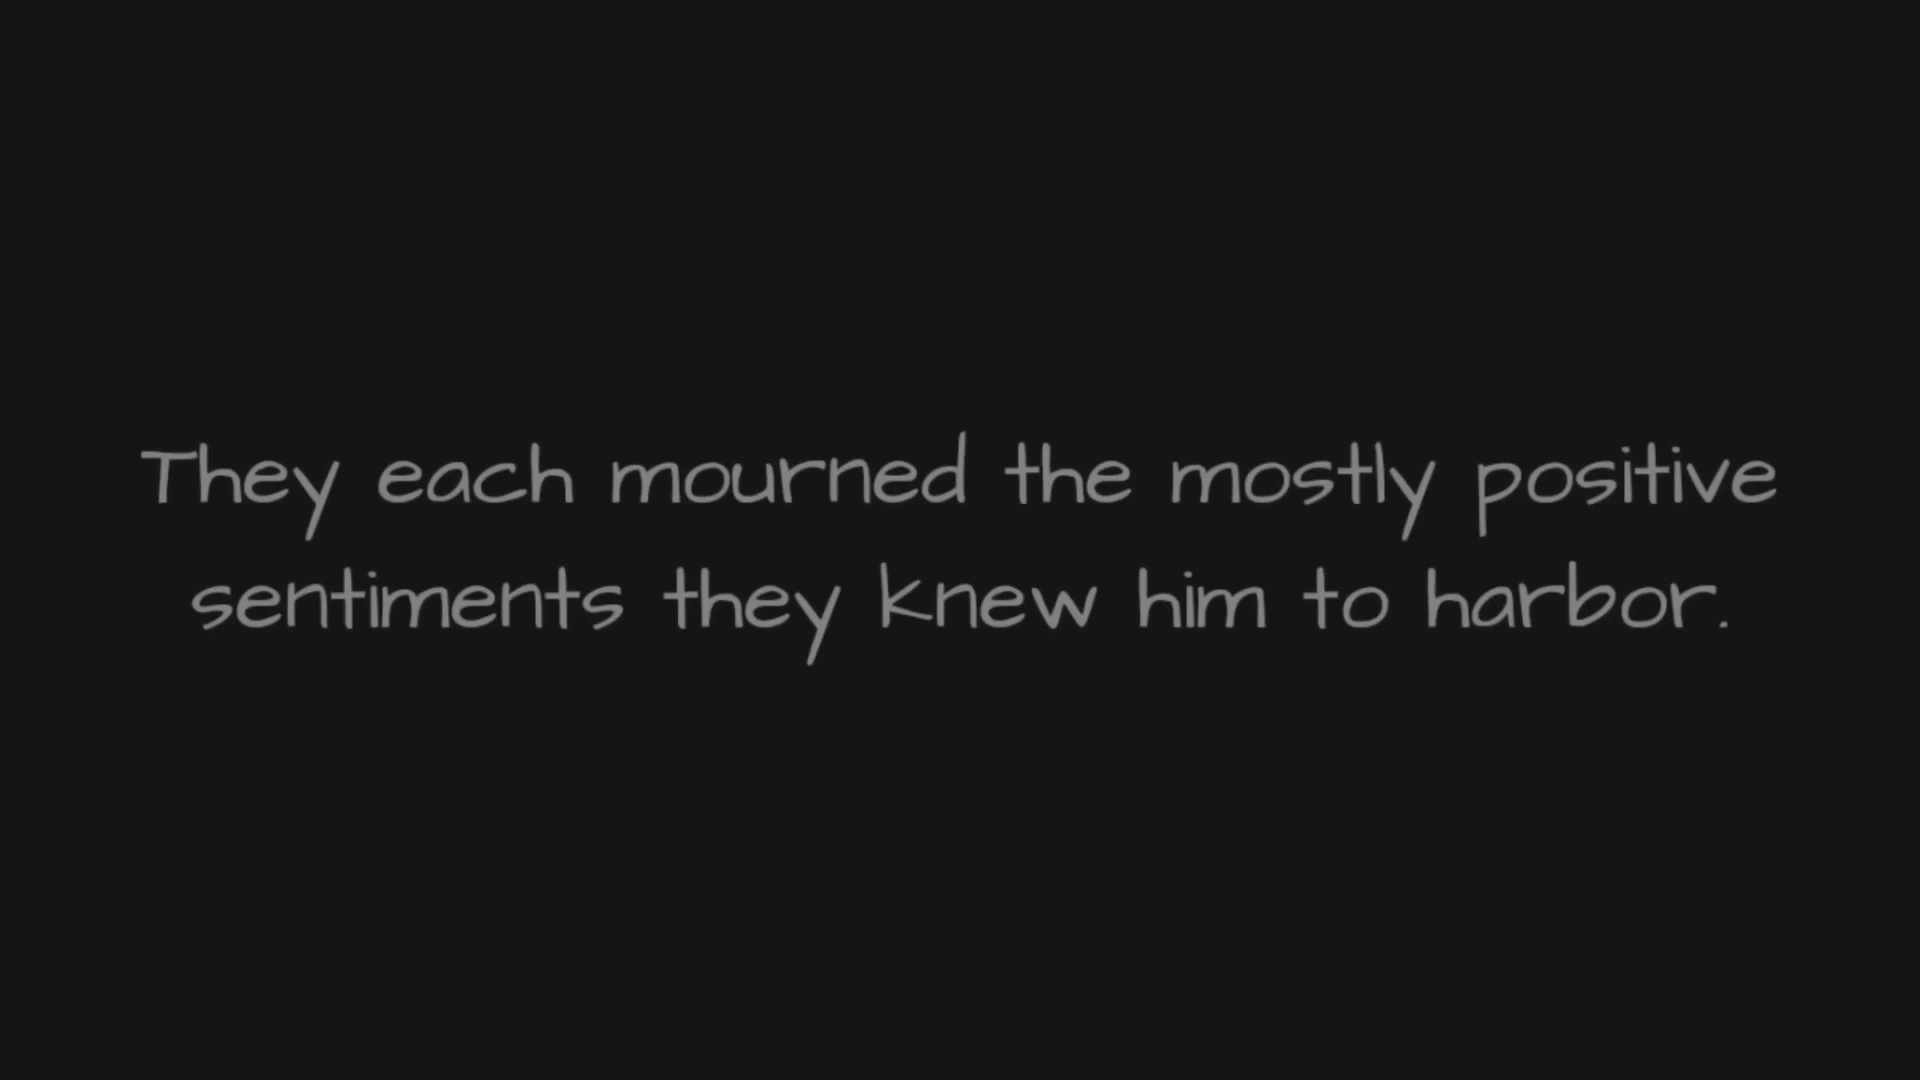 They each mourned the mostly positive
sentiments they knew him to harbor.